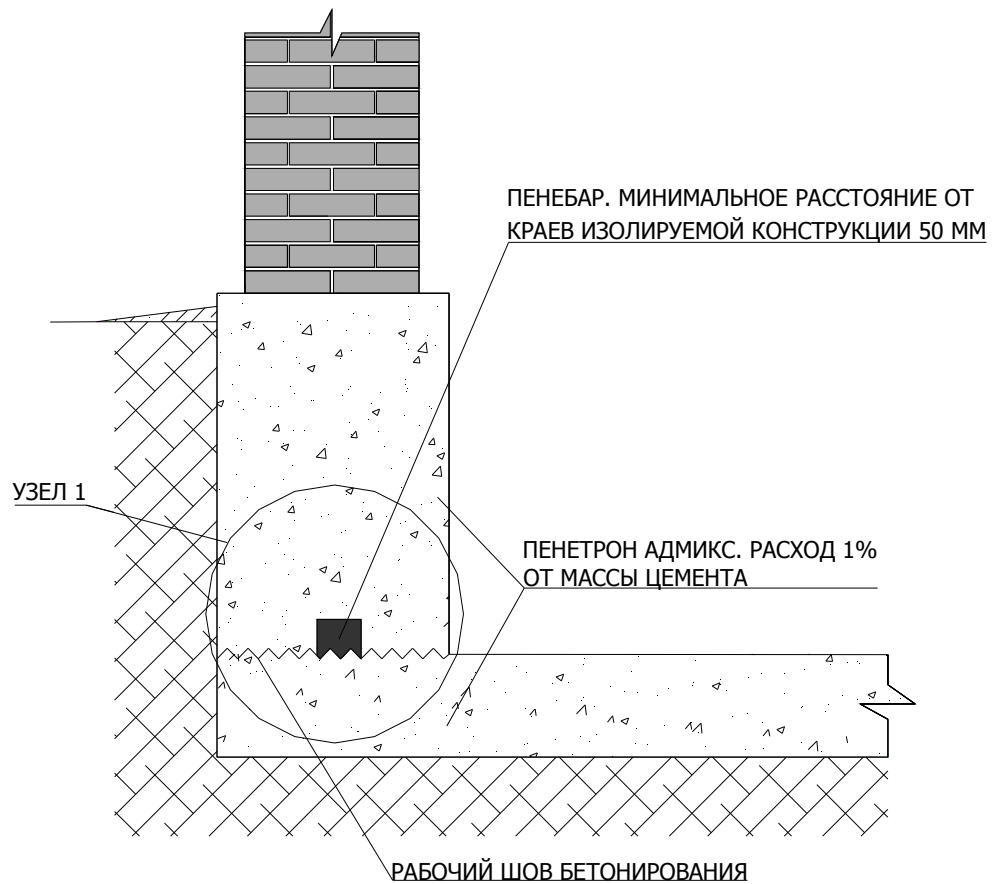 ПЕНЕБАР. МИНИМАЛЬНОЕ РАССТОЯНИЕ ОТ
КРАЕВ ИЗОЛИРУЕМОЙ КОНСТРУКЦИИ 50 ММ
УЗЕЛ 1
ПЕНЕТРОН АДМИКС. РАСХОД 1%
ОТ МАССЫ ЦЕМЕНТА
РАБОЧИЙ ШОВ БЕТОНИРОВАНИЯ